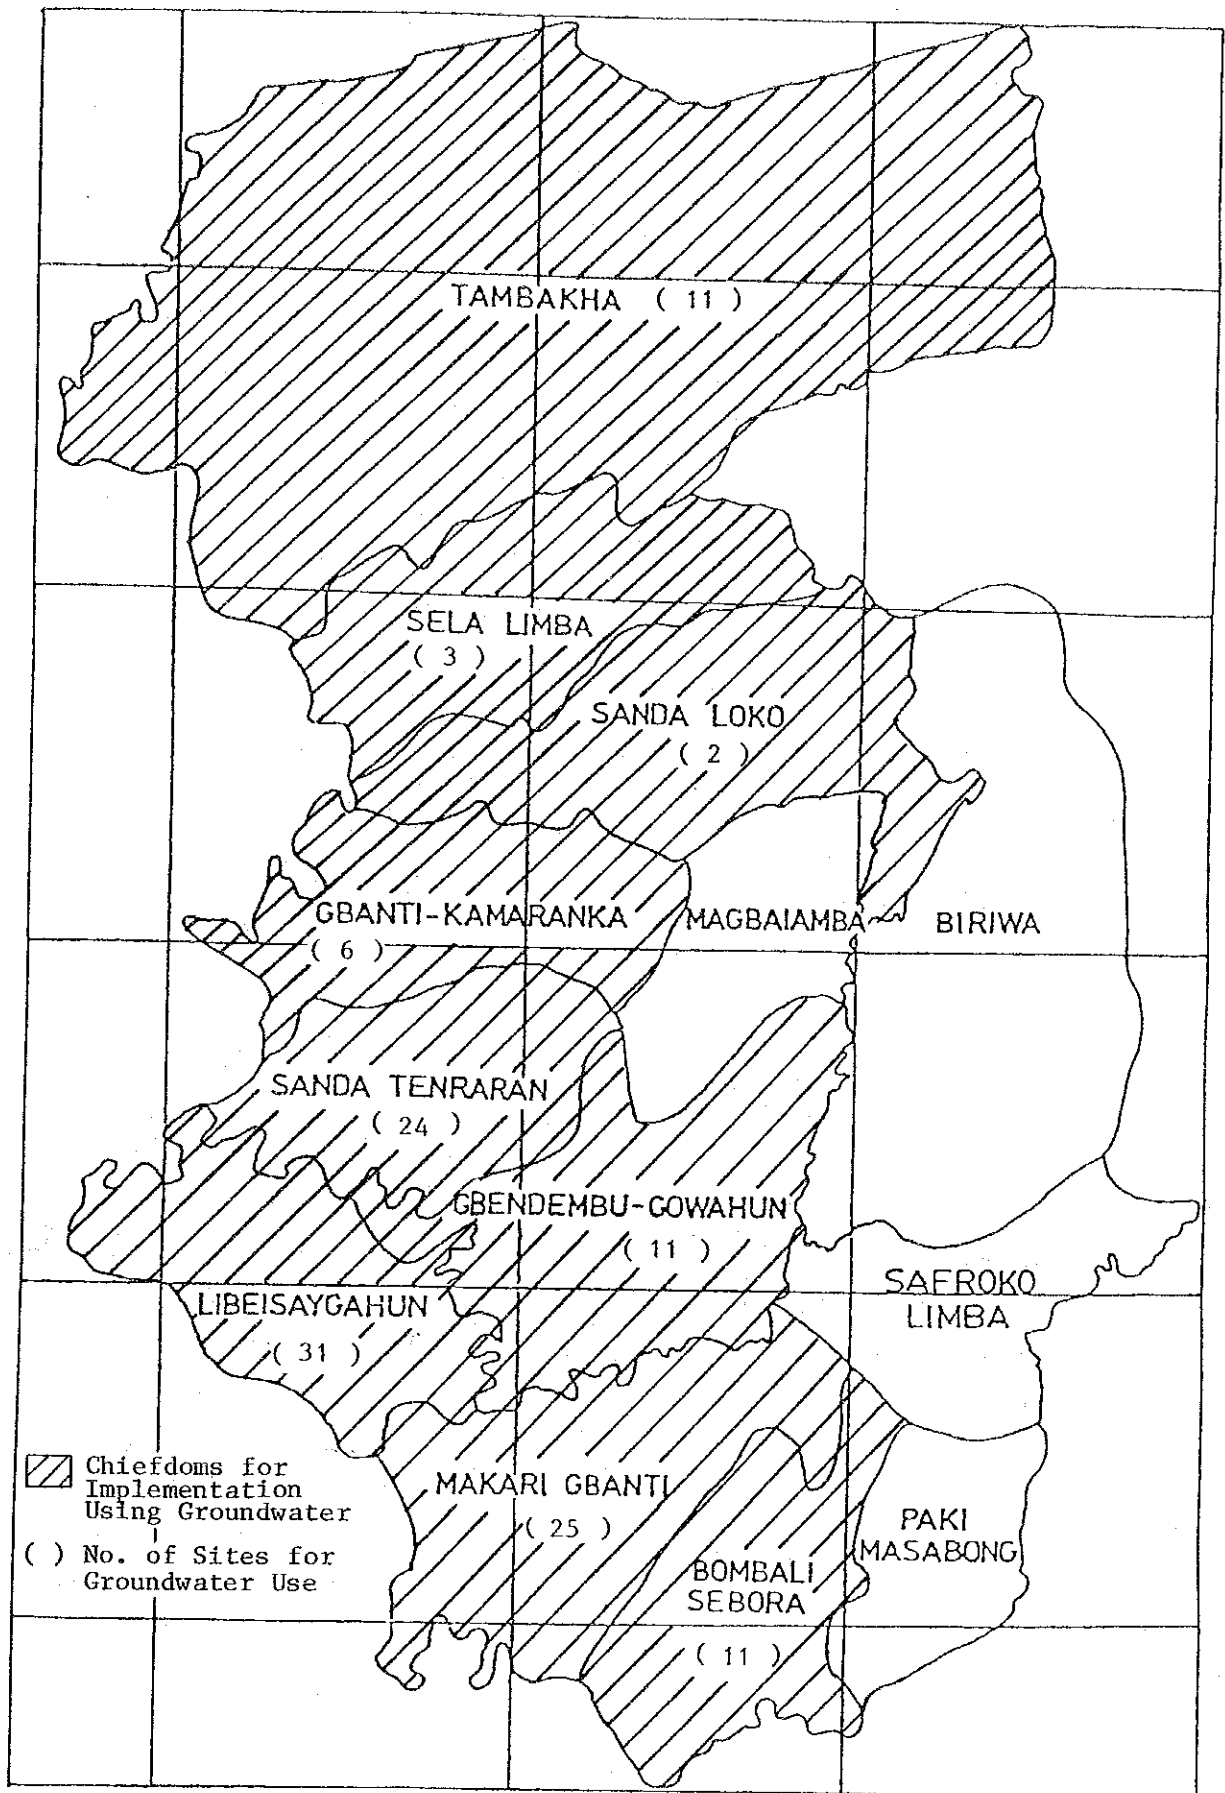 TAMBAKHA ( 11 )
SELA LIMBA
( 3 )
SANDA LOKO
( 2 )
GBANTI-KAMARANKA
( 6 )
MAGBAIAMBA
BIRIWA
SANDA TENRARAN
( 24 )
GBENDEMBU-GOWAHUN
( 11 )
SAFROKO
LIMBA
LIBEISAYGAHUN
( 31 )
MAKARI GBANTI
( 25 )
PAKI
MASABONG
BOMBALI
SEBORA
( 11 )
Chiefdoms for
Implementation
Using Groundwater
( ) No. of Sites for
Groundwater Use